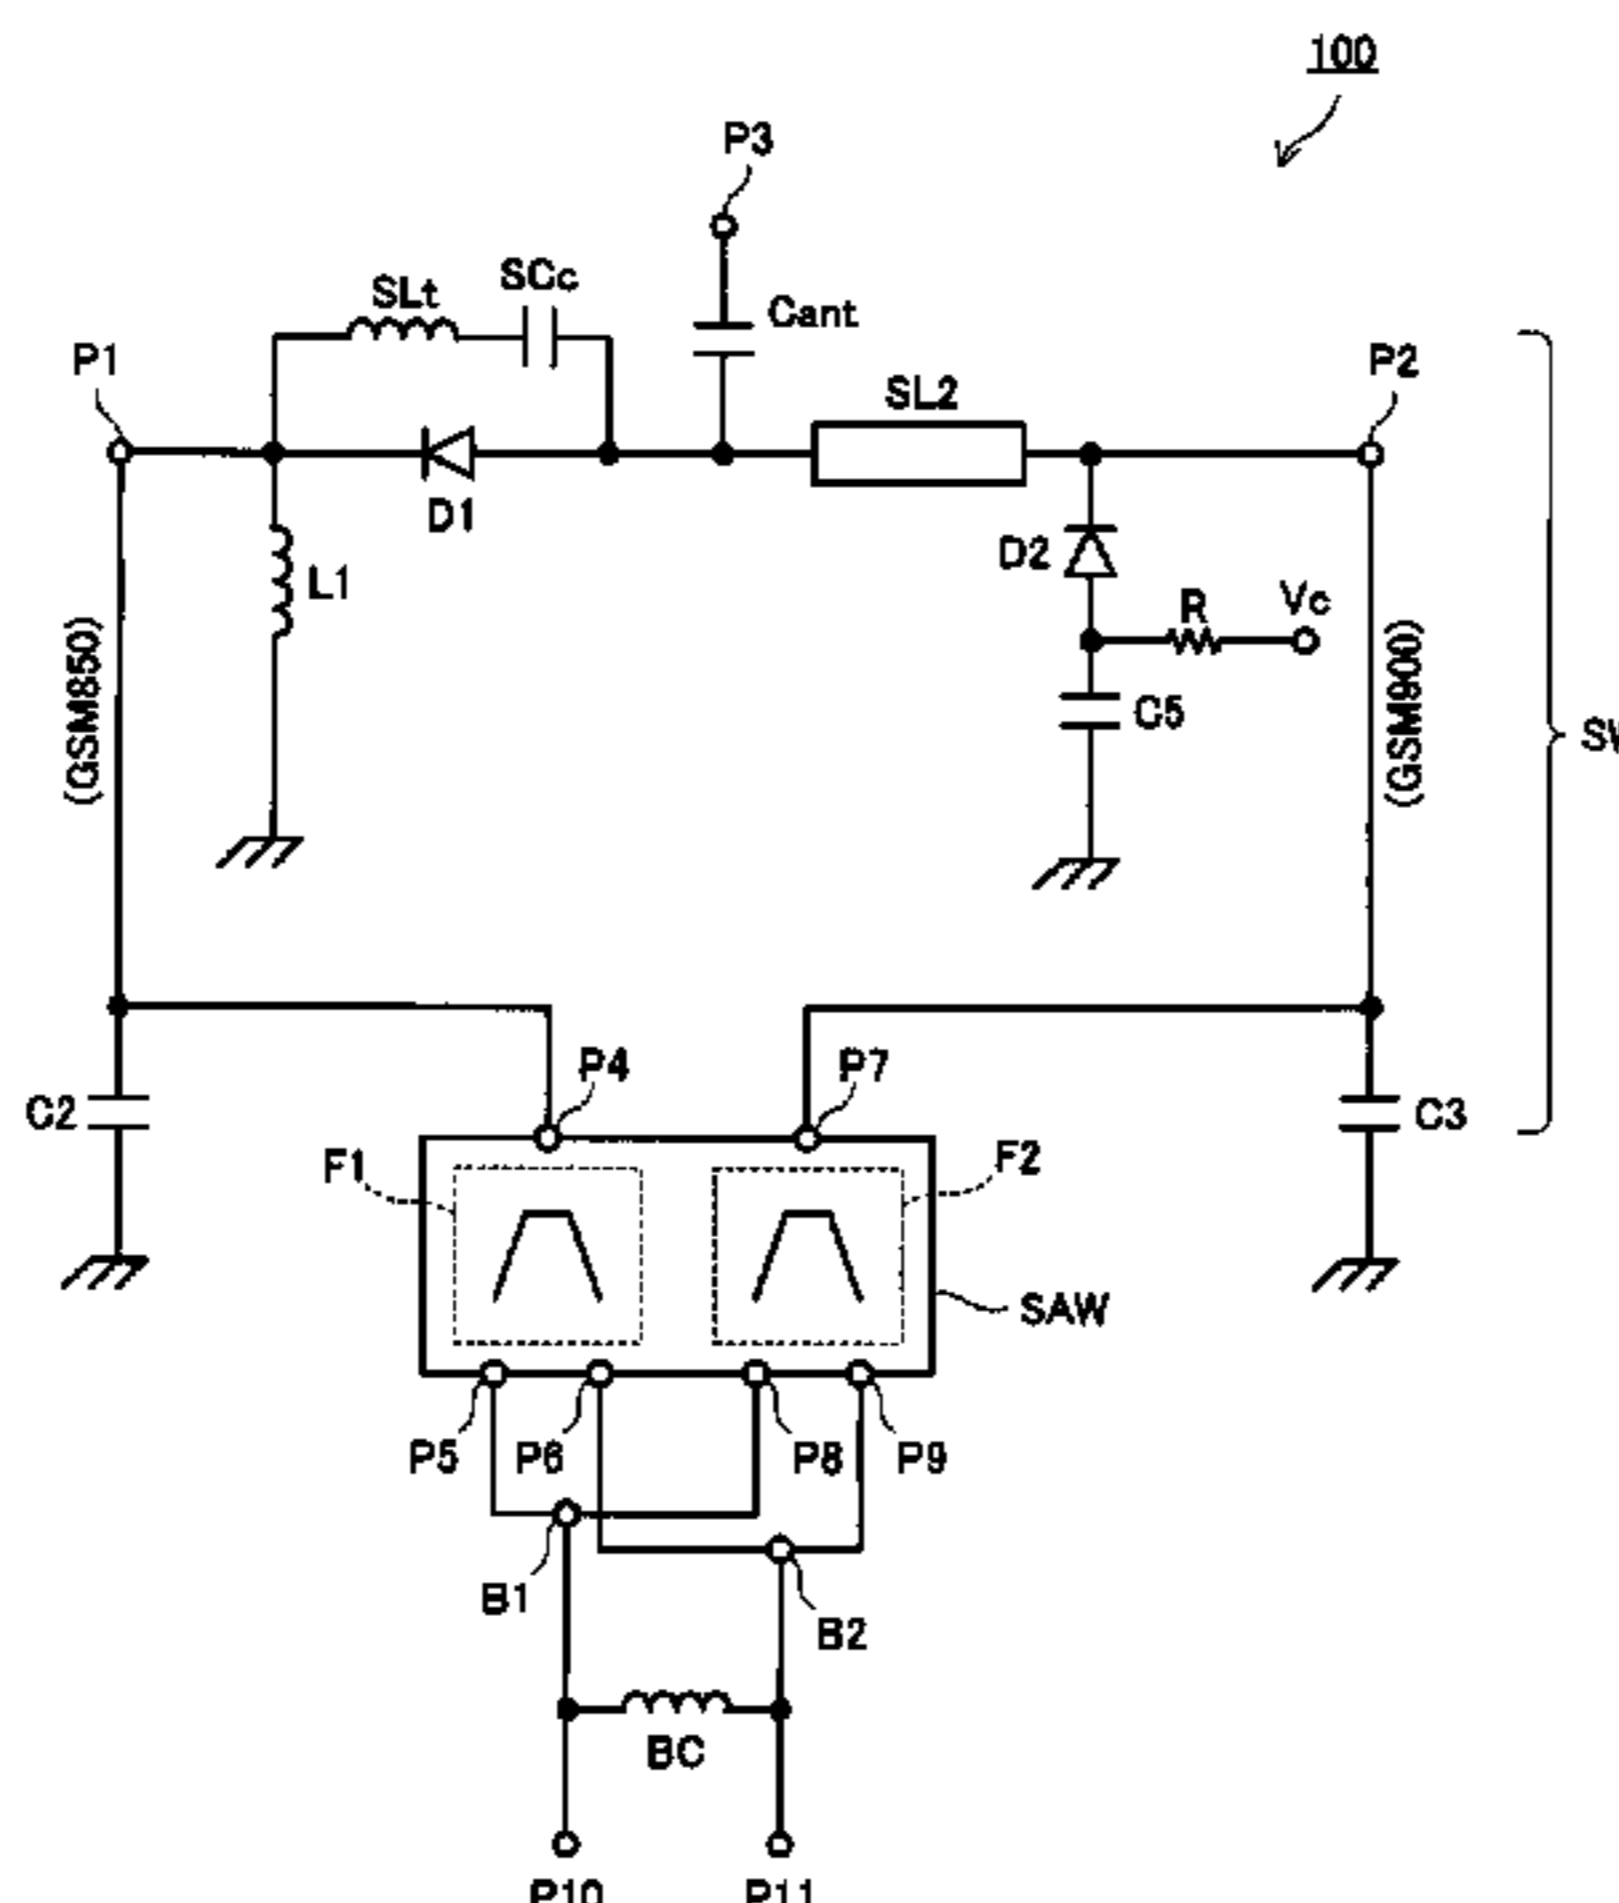 100
P3
SCc
SLt
Cant
P1
P2
SL2
D1
D2
L1
R
Vc
C5
(GSM850)
(GSM900)
P4
P7
C2
C3
F1
F2
SAW
P5
P6
P8
P9
B1
B2
BC
P10
P11